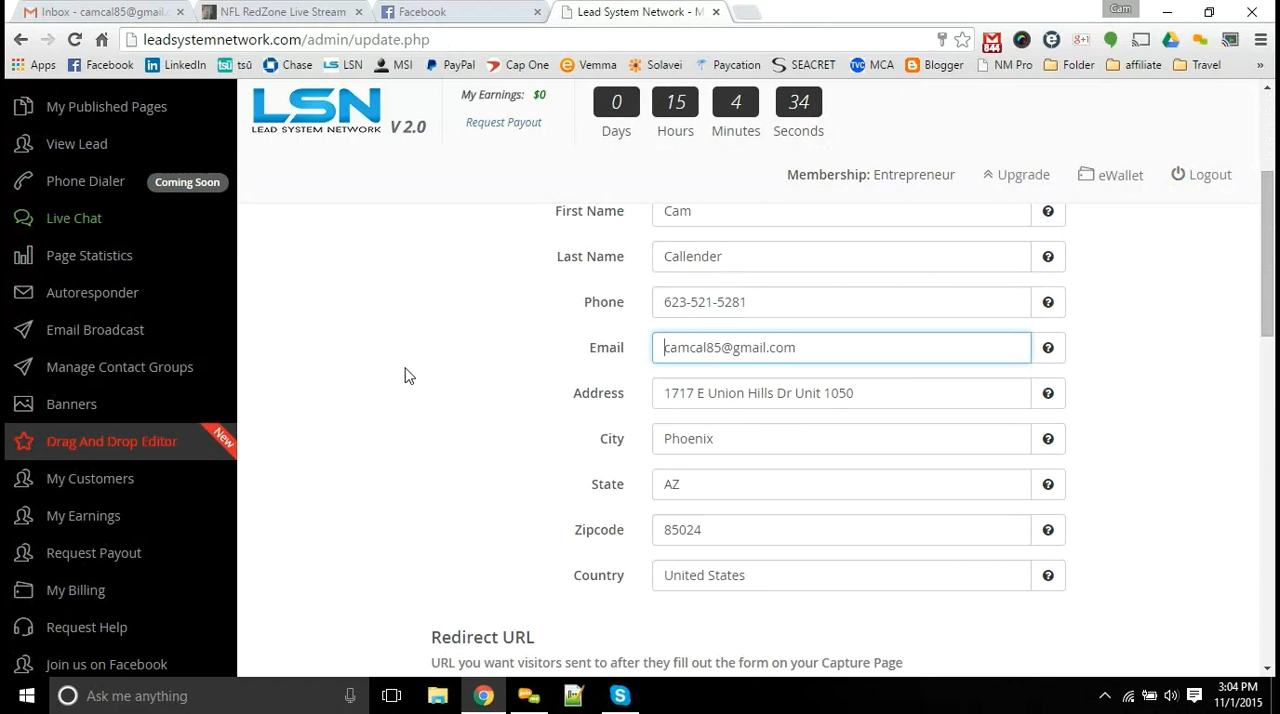 Inbox - camcal85@gmail.
NFL RedZone Live Stream
Facebook
Lead System Network - M
Cam
leadsystemnetwork.com/admin/update.php
844
g+1
Apps Facebook LinkedIn tsū Chase LSN MSI PayPal Cap One Vemma Solavei Paycation SEACRET MCA Blogger NM Pro Folder affiliate Travel »
My Published Pages
View Lead
Phone Dialer Coming Soon
Live Chat
Page Statistics
Autoresponder
Email Broadcast
Manage Contact Groups
Banners
Drag And Drop Editor New
My Customers
My Earnings
Request Payout
My Billing
Request Help
Join us on Facebook
LSN
LEAD SYSTEM NETWORK V 2.0
My Earnings: $0
Request Payout
0 15 4 34
Days Hours Minutes Seconds
Membership: Entrepreneur Upgrade eWallet Logout
First Name Cam
Last Name Callender
Phone 623-521-5281
Email camcal85@gmail.com
Address 1717 E Union Hills Dr Unit 1050
City Phoenix
State AZ
Zipcode 85024
Country United States
Redirect URL
URL you want visitors sent to after they fill out the form on your Capture Page
Ask me anything
3:04 PM
11/1/2015